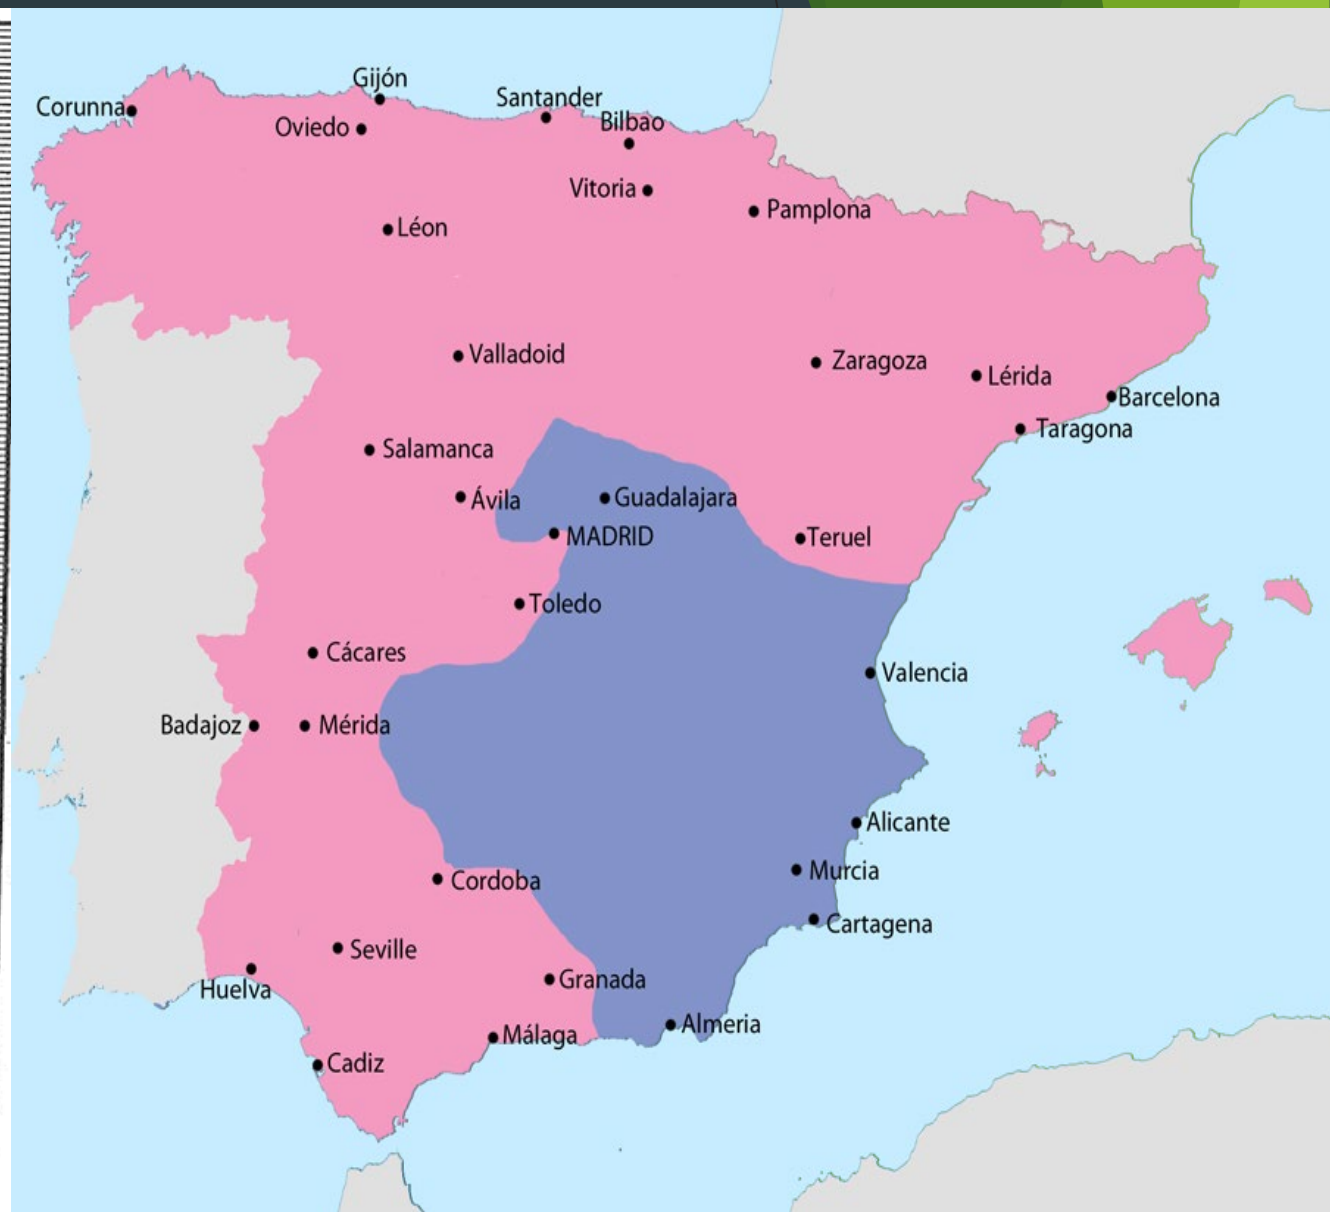 Gijón
Corunna
Santander
Oviedo
Bilbao
Vitoria
Pamplona
Léon
Valladoid
Zaragoza
Lérida
Barcelona
Taragona
Salamanca
Ávila
Guadalajara
MADRID
Teruel
Toledo
Cácares
Valencia
Badajoz
Mérida
Alicante
Murcia
Cordoba
Cartagena
Seville
Granada
Huelva
Almeria
Málaga
Cadiz